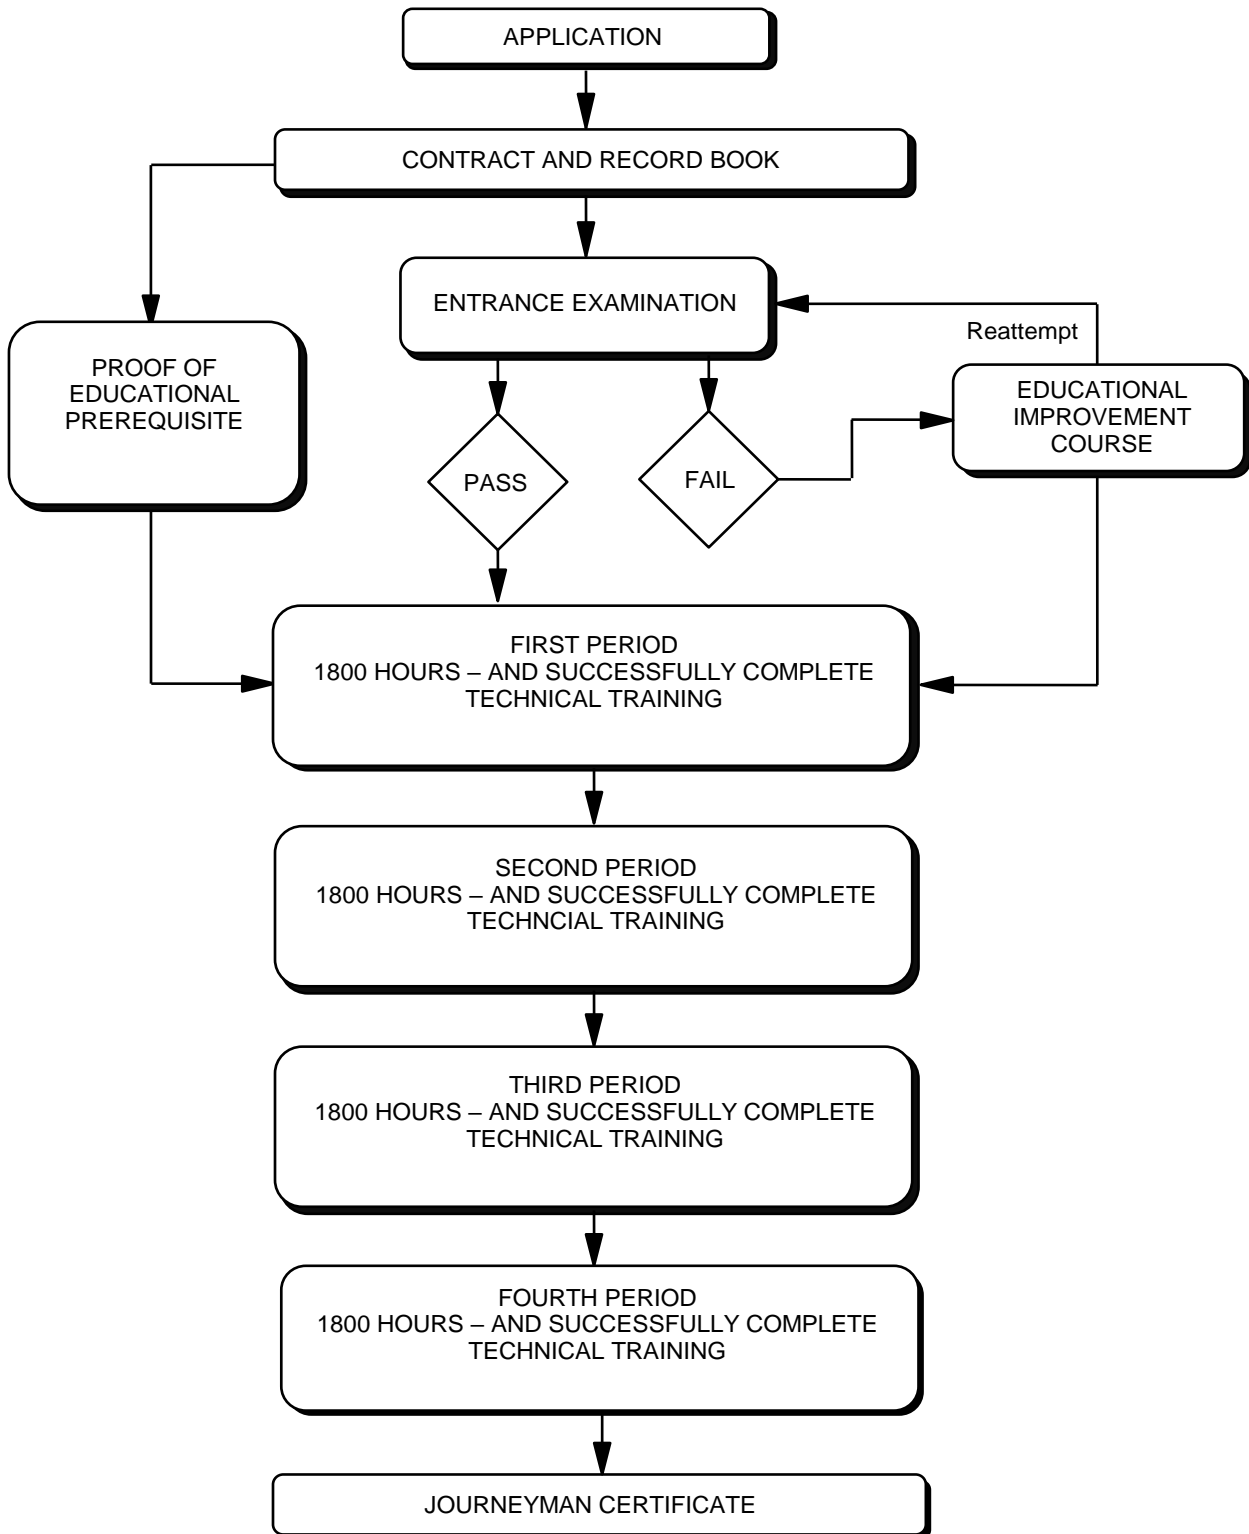 APPLICATION
CONTRACT AND RECORD BOOK
ENTRANCE EXAMINATION
Reattempt
PROOF OF
EDUCATIONAL
PREREQUISITE
EDUCATIONAL
IMPROVEMENT
COURSE
PASS
FAIL
FIRST PERIOD
1800 HOURS – AND SUCCESSFULLY COMPLETE
TECHNICAL TRAINING
SECOND PERIOD
1800 HOURS – AND SUCCESSFULLY COMPLETE
TECHNCIAL TRAINING
THIRD PERIOD
1800 HOURS – AND SUCCESSFULLY COMPLETE
TECHNICAL TRAINING
FOURTH PERIOD
1800 HOURS – AND SUCCESSFULLY COMPLETE
TECHNICAL TRAINING
JOURNEYMAN CERTIFICATE